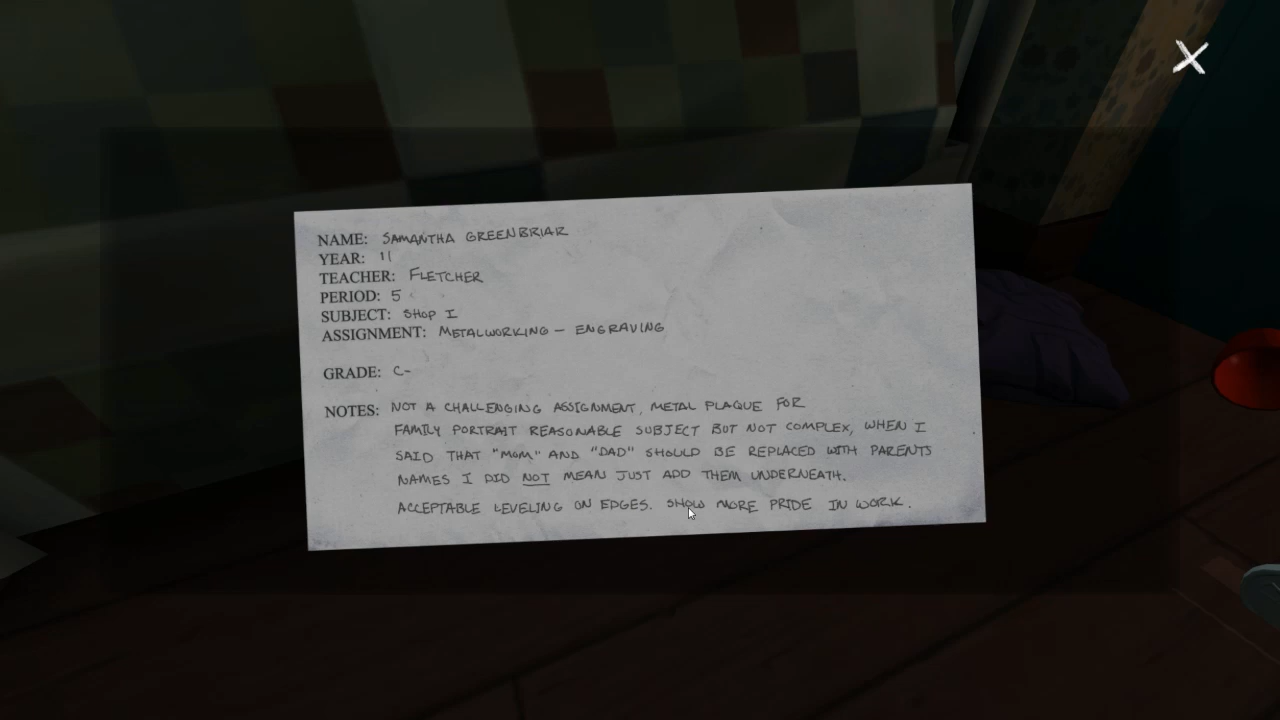 NAME: SAMANTHA GREENBRIAR
YEAR: 11
TEACHER: FLETCHER
PERIOD: 5
SUBJECT: SHOP I
ASSIGNMENT: METALWORKING - ENGRAVING
GRADE: C-
NOTES: NOT A CHALLENGING ASSIGNMENT, METAL PLAQUE FOR
FAMILY PORTRAIT REASONABLE SUBJECT BUT NOT COMPLEX, WHEN I
SAID THAT "MOM" AND "DAD" SHOULD BE REPLACED WITH PARENTS
NAMES I DID NOT MEAN JUST ADD THEM UNDERNEATH.
ACCEPTABLE LEVELING ON EDGES. SHOW MORE PRIDE IN WORK.